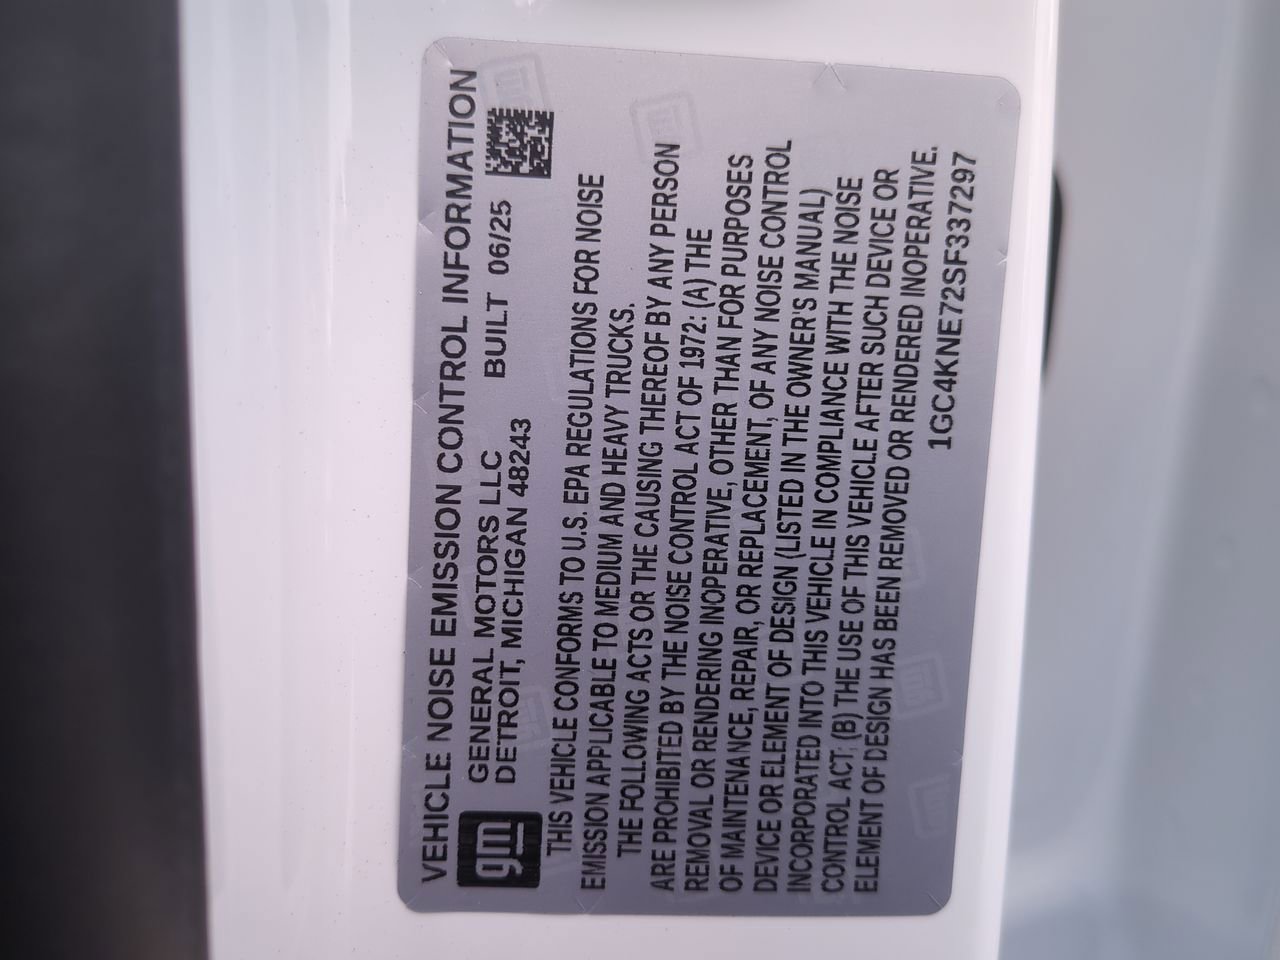 VEHICLE NOISE EMISSION CONTROL INFORMATION
gm
GENERAL MOTORS LLC
DETROIT, MICHIGAN 48243
BUILT 06/25
THIS VEHICLE CONFORMS TO U.S. EPA REGULATIONS FOR NOISE
EMISSION APPLICABLE TO MEDIUM AND HEAVY TRUCKS.
THE FOLLOWING ACTS OR THE CAUSING THEREOF BY ANY PERSON
ARE PROHIBITED BY THE NOISE CONTROL ACT OF 1972: (A) THE
REMOVAL OR RENDERING INOPERATIVE, OTHER THAN FOR PURPOSES
OF MAINTENANCE, REPAIR, OR REPLACEMENT, OF ANY NOISE CONTROL
DEVICE OR ELEMENT OF DESIGN (LISTED IN THE OWNER'S MANUAL)
INCORPORATED INTO THIS VEHICLE IN COMPLIANCE WITH THE NOISE
CONTROL ACT; (B) THE USE OF THIS VEHICLE AFTER SUCH DEVICE OR
ELEMENT OF DESIGN HAS BEEN REMOVED OR RENDERED INOPERATIVE.
1GC4KNE72SF337297